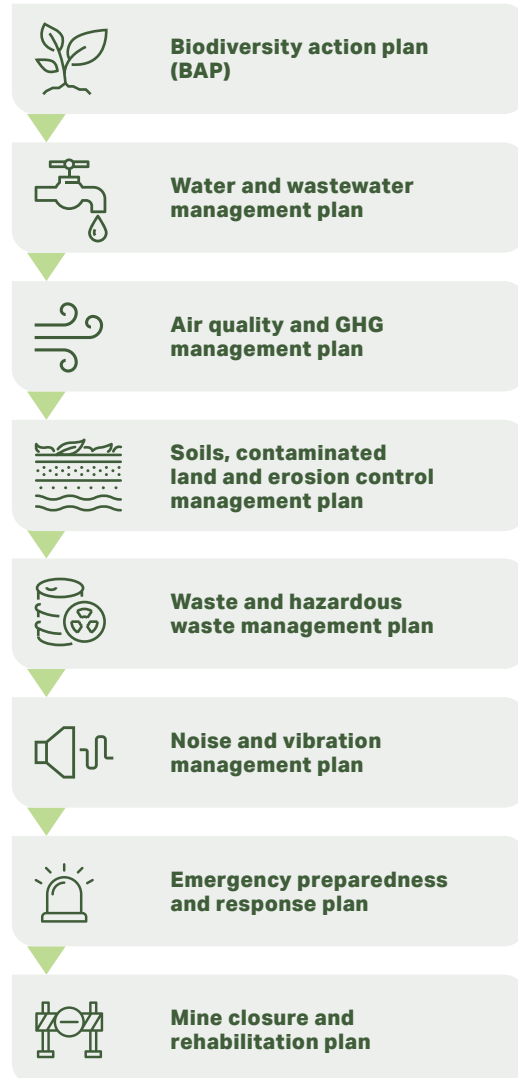 Biodiversity action plan
(BAP)
Water and wastewater
management plan
Air quality and GHG
management plan
Soils, contaminated
land and erosion control
management plan
Waste and hazardous
waste management plan
Noise and vibration
management plan
Emergency preparedness
and response plan
Mine closure and
rehabilitation plan